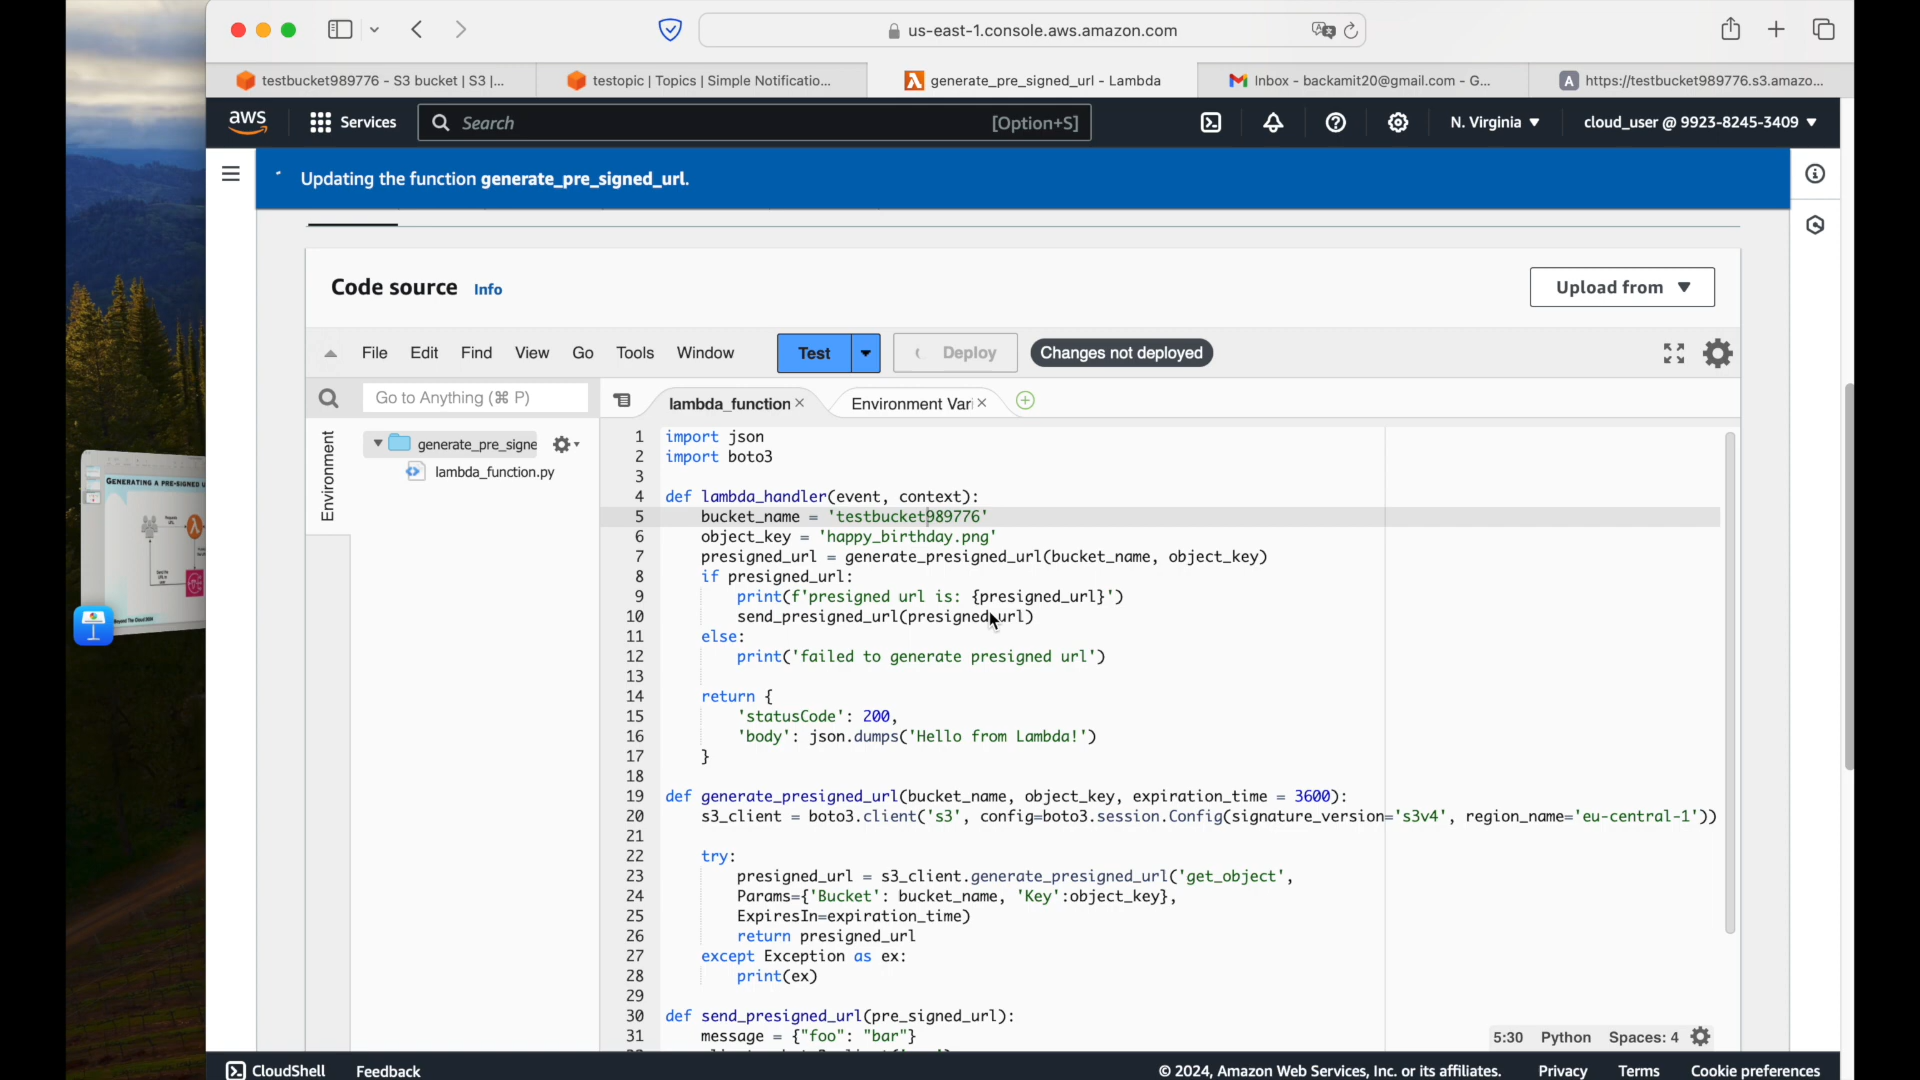 us-east-1.console.aws.amazon.com
testbucket989776 - S3 bucket | S3 |...
testopic | Topics | Simple Notificatio...
generate_pre_signed_url - Lambda
Inbox - backamit20@gmail.com - G...
A https://testbucket989776.s3.amazo...
aws
Services
Search
[Option+S]
N. Virginia
cloud_user @ 9923-8245-3409
Updating the function generate_pre_signed_url.
Code source Info
Upload from
File Edit Find View Go Tools Window
Test
Deploy
Changes not deployed
Go to Anything (⌘ P)
lambda_function
Environment Var
Environment
generate_pre_signe
lambda_function.py
1 import json
2 import boto3
3
4 def lambda_handler(event, context):
5 bucket_name = 'testbucket989776'
6 object_key = 'happy_birthday.png'
7 presigned_url = generate_presigned_url(bucket_name, object_key)
8 if presigned_url:
9 print(f'presigned url is: {presigned_url}')
10 send_presigned_url(presigned_url)
11 else:
12 print('failed to generate presigned url')
13
14 return {
15 'statusCode': 200,
16 'body': json.dumps('Hello from Lambda!')
17 }
18
19 def generate_presigned_url(bucket_name, object_key, expiration_time = 3600):
20 s3_client = boto3.client('s3', config=boto3.session.Config(signature_version='s3v4', region_name='eu-central-1'))
21
22 try:
23 presigned_url = s3_client.generate_presigned_url('get_object',
24 Params={'Bucket': bucket_name, 'Key':object_key},
25 ExpiresIn=expiration_time)
26 return presigned_url
27 except Exception as ex:
28 print(ex)
29
30 def send_presigned_url(pre_signed_url):
31 message = {"foo": "bar"}
5:30 Python Spaces: 4
GENERATING A PRE-SIGNED U
CloudShell Feedback
© 2024, Amazon Web Services, Inc. or its affiliates.
Privacy Terms Cookie preferences